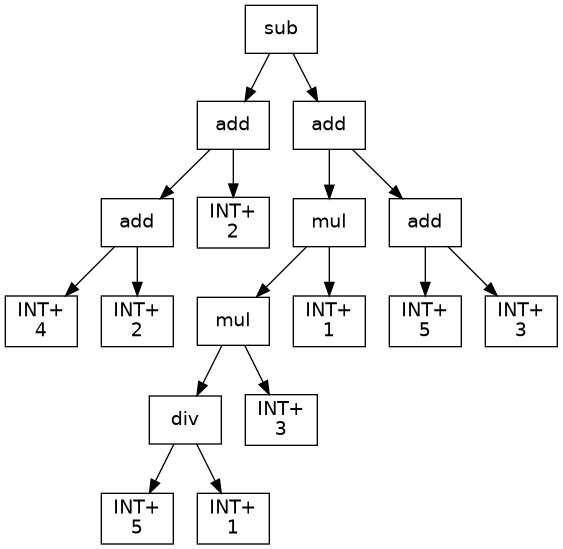 sub
add
add
add
INT+
2
mul
add
INT+
4
INT+
2
mul
INT+
1
INT+
5
INT+
3
div
INT+
3
INT+
5
INT+
1